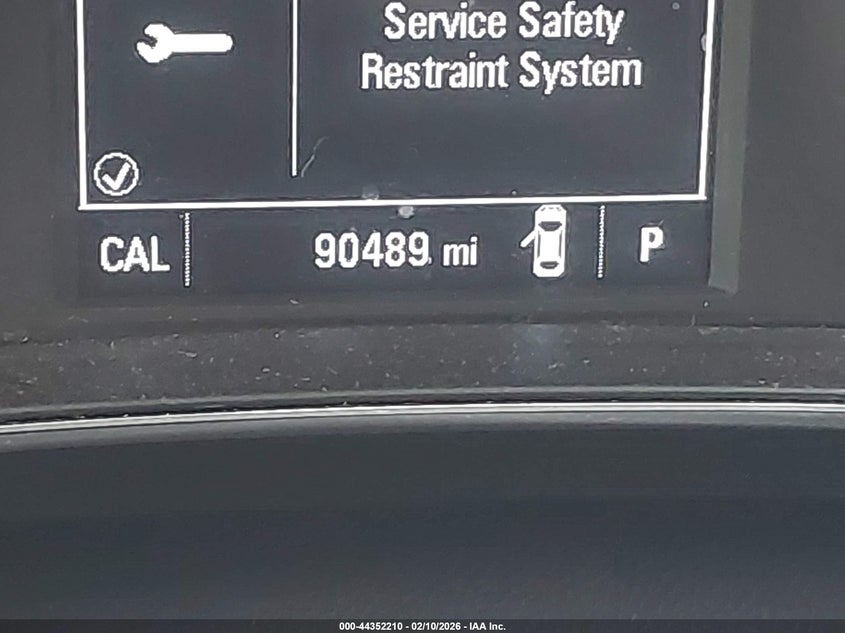 Service Safety
Restraint System
CAL 90489 mi P
000-44352210 - 02/10/2026 - IAA Inc.